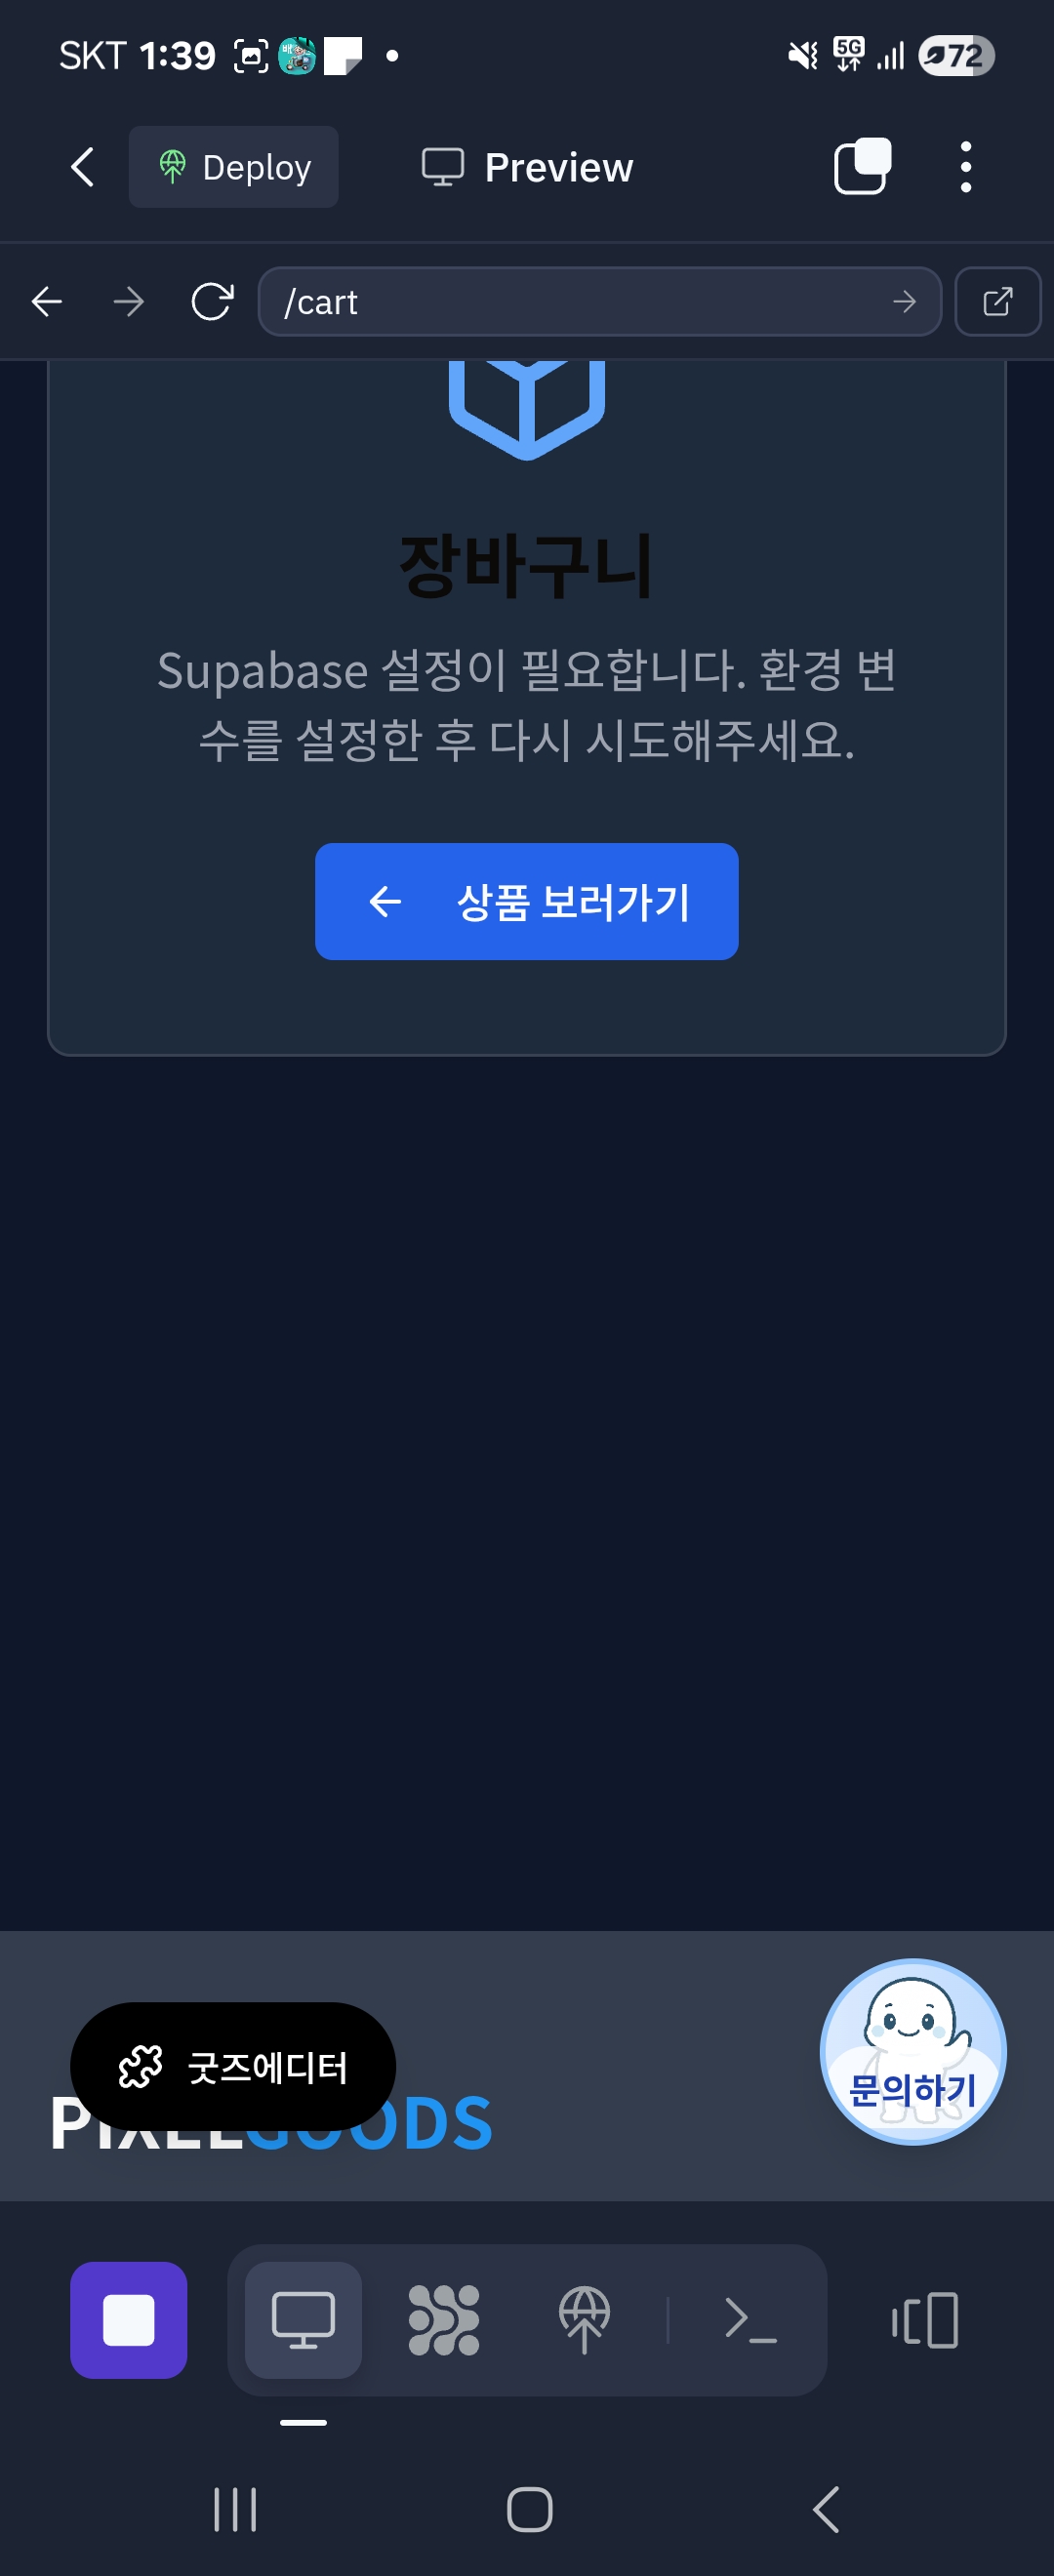 SKT 1:39 5G 72
Deploy Preview
/cart
장바구니
Supabase 설정이 필요합니다. 환경 변
수를 설정한 후 다시 시도해주세요.
상품 보러가기
굿즈에디터
PIXELGOODS
문의하기